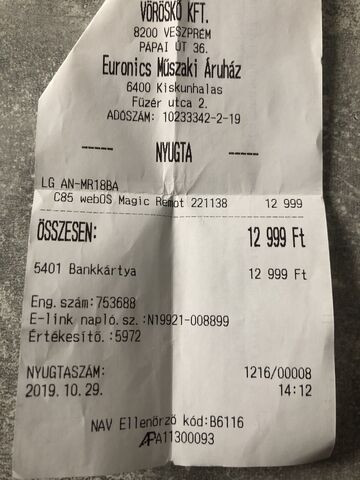 VÖRÖSKŐ KFT.
8200 VESZPRÉM
PÁPAI ÚT 36.
Euronics Műszaki Áruház
6400 Kiskunhalas
Füzér utca 2.
ADÓSZÁM: 10233342-2-19
----- NYUGTA -----
LG AN-MR18BA
C85 webOS Magic Remot 221138 12 999
ÖSSZESEN: 12 999 Ft
5401 Bankkártya 12 999 Ft
Eng.szám:753688
E-link napló.sz.:N19921-008899
Értékesítő.:5972
NYUGTASZÁM: 1216/00008
2019.10.29. 14:12
NAV Ellenőrző kód:B6116
AP A11300093